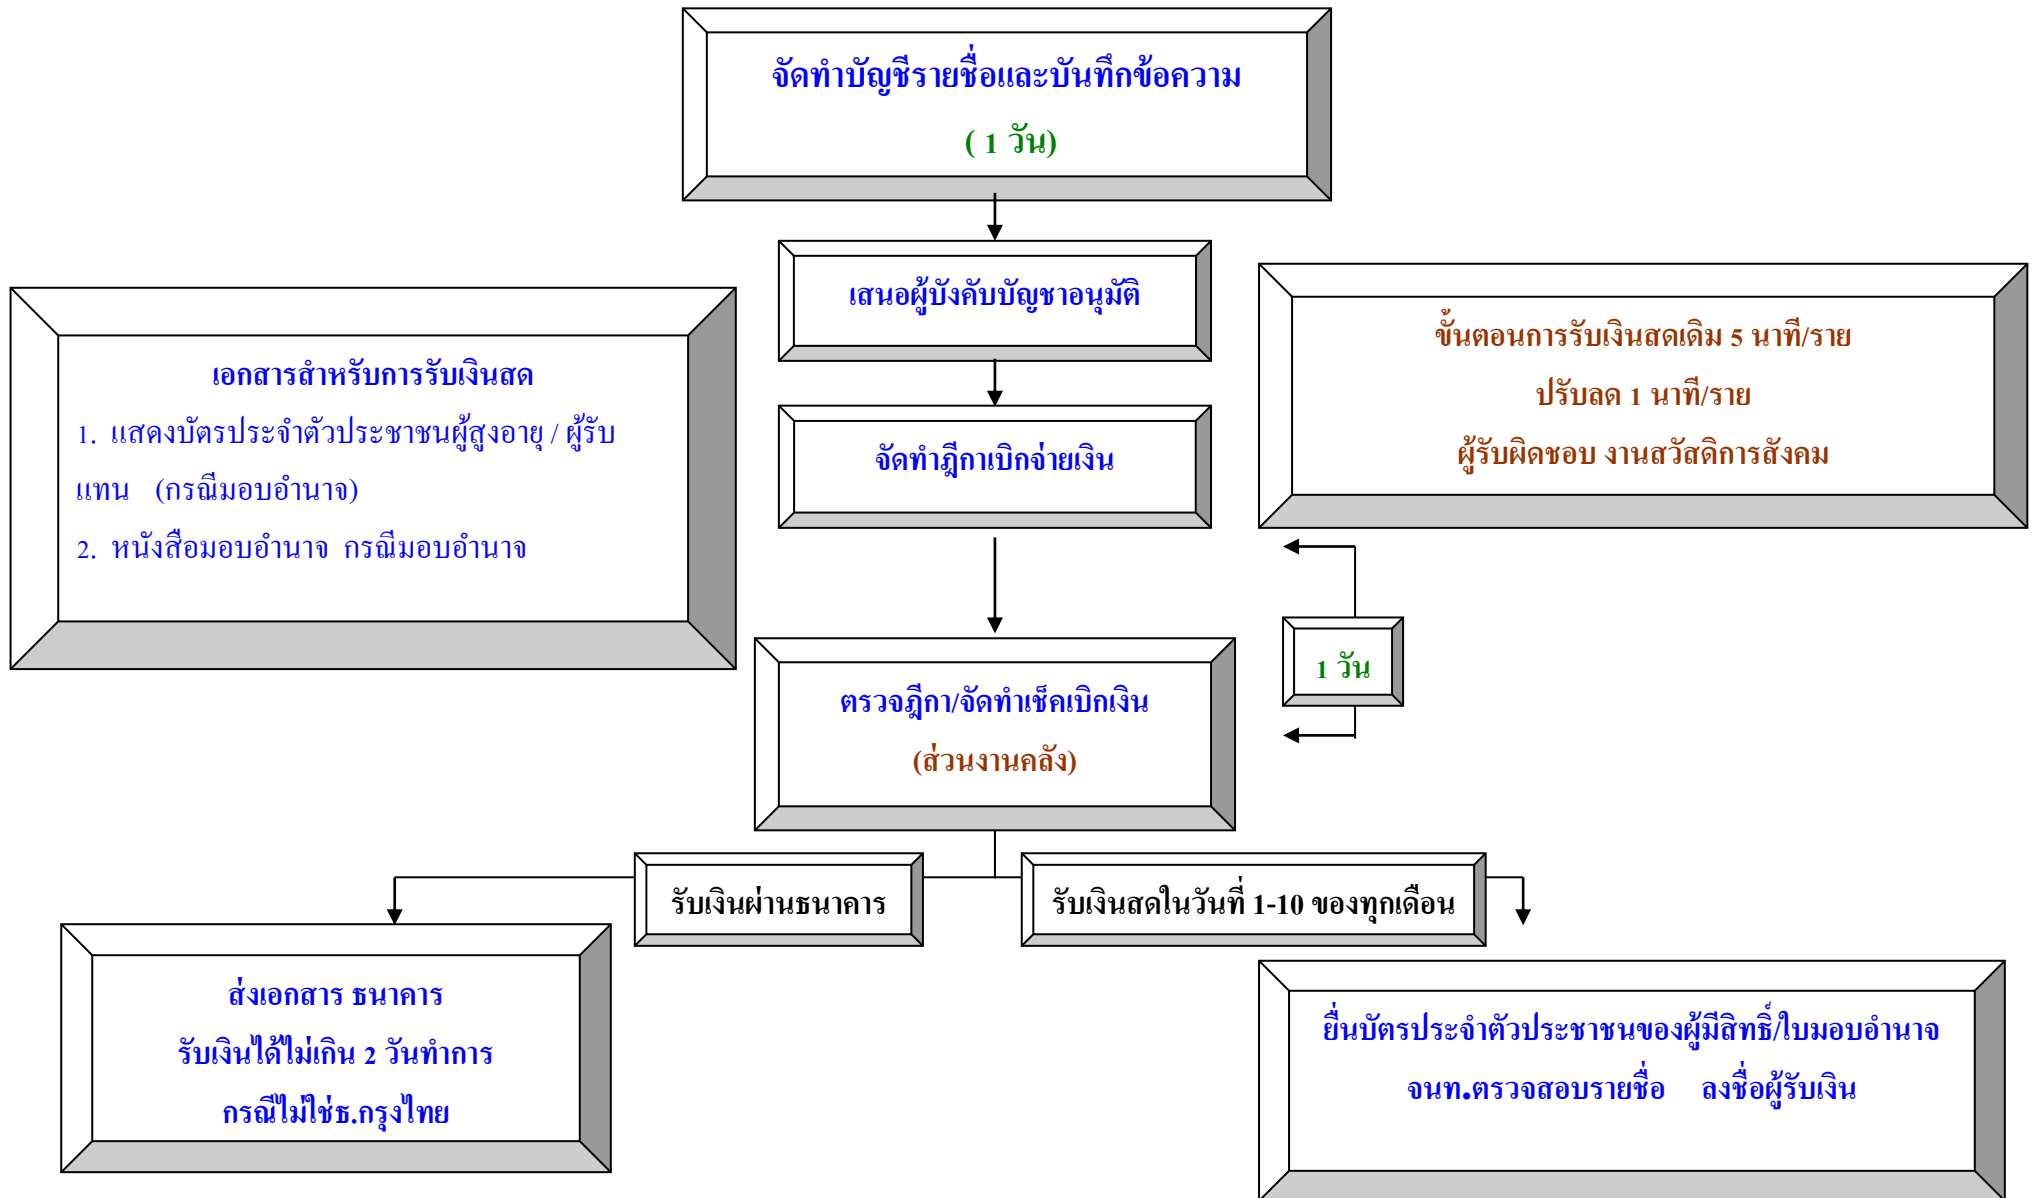 จัดทำบัญชีรายชื่อและบันทึกข้อความ
( 1 วัน)
เสนอผู้บังคับบัญชาอนุมัติ
เอกสารสำหรับการรับเงินสด
1. แสดงบัตรประจำตัวประชาชนผู้สูงอายุ / ผู้รับ
แทน (กรณีมอบอำนาจ)
2. หนังสือมอบอำนาจ กรณีมอบอำนาจ
ขั้นตอนการรับเงินสดเดิม 5 นาที/ราย
ปรับลด 1 นาที/ราย
ผู้รับผิดชอบ งานสวัสดิการสังคม
จัดทำฎีกาเบิกจ่ายเงิน
1 วัน
ตรวจฎีกา/จัดทำเช็คเบิกเงิน
(ส่วนงานคลัง)
รับเงินผ่านธนาคาร
รับเงินสดในวันที่ 1-10 ของทุกเดือน
ส่งเอกสาร ธนาคาร
รับเงินได้ไม่เกิน 2 วันทำการ
กรณีไม่ใช่ธ.กรุงไทย
ยื่นบัตรประจำตัวประชาชนของผู้มีสิทธิ์/ใบมอบอำนาจ
จนท.ตรวจสอบรายชื่อ ลงชื่อผู้รับเงิน